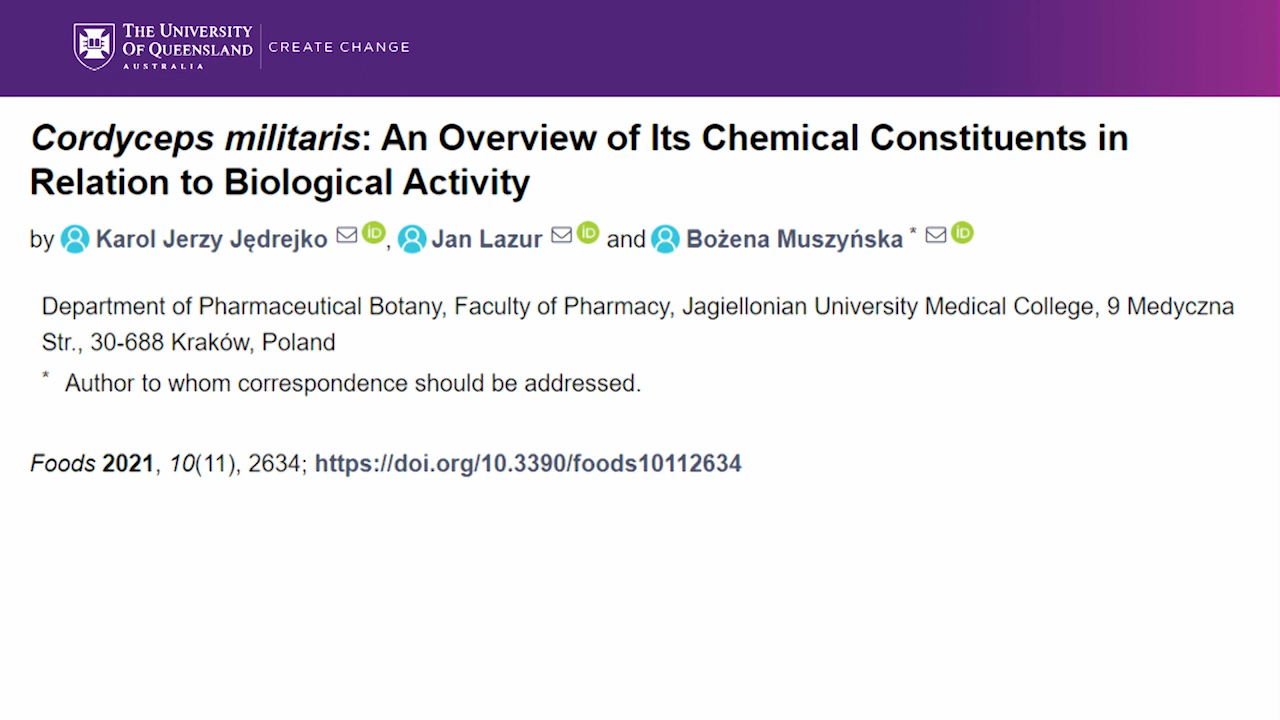 THE UNIVERSITY
OF QUEENSLAND
AUSTRALIA
CREATE CHANGE
Cordyceps militaris: An Overview of Its Chemical Constituents in
Relation to Biological Activity
by Karol Jerzy Jędrejko iD, Jan Lazur iD and Bożena Muszyńska * iD
Department of Pharmaceutical Botany, Faculty of Pharmacy, Jagiellonian University Medical College, 9 Medyczna
Str., 30-688 Kraków, Poland
* Author to whom correspondence should be addressed.
Foods 2021, 10(11), 2634; https://doi.org/10.3390/foods10112634